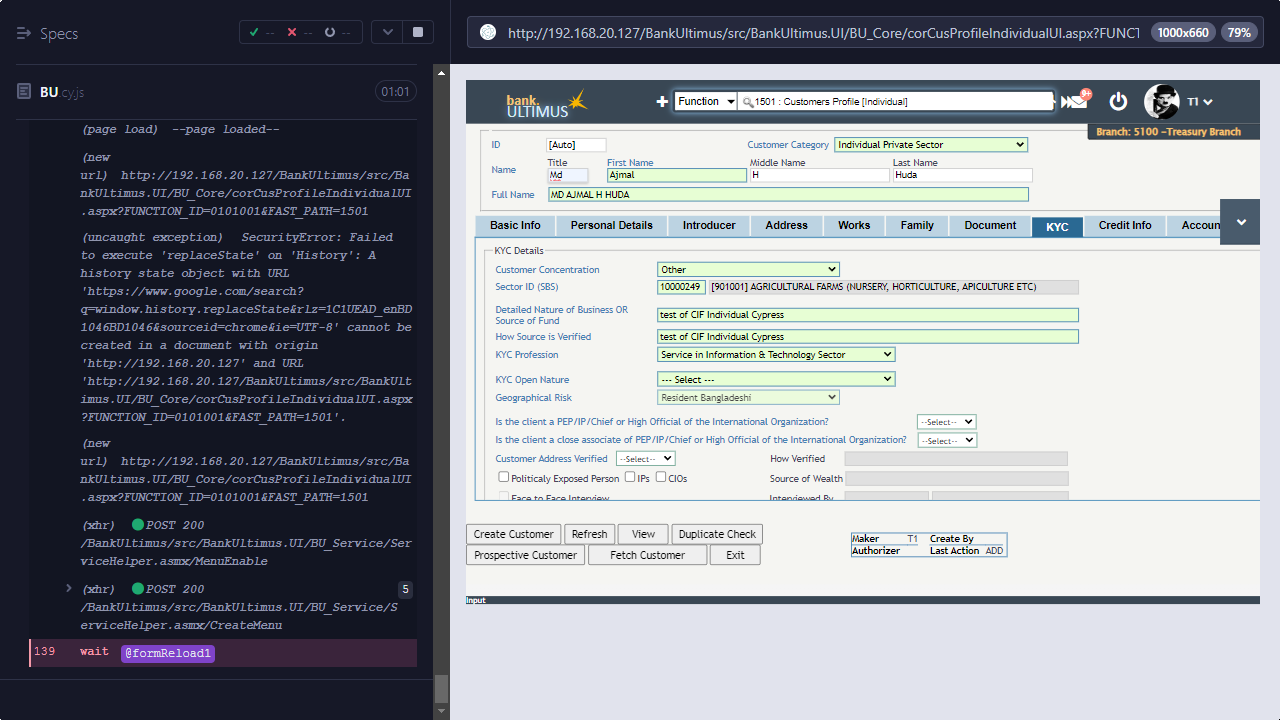 Specs
-- -- --
BU.cy.js 01:01
(page load) --page loaded--
(new
url) http://192.168.20.127/BankUltimus/src/Ba
nkUltimus.UI/BU_Core/corCusProfileIndividualUI
.aspx?FUNCTION_ID=0101001&FAST_PATH=1501
(uncaught exception) SecurityError: Failed
to execute 'replaceState' on 'History': A
history state object with URL
'https://www.google.com/search?
q=window.history.replaceState&rlz=1C1UEAD_enBD
1046BD1046&sourceid=chrome&ie=UTF-8' cannot be
created in a document with origin
'http://192.168.20.127' and URL
'http://192.168.20.127/BankUltimus/src/BankUlt
imus.UI/BU_Core/corCusProfileIndividualUI.aspx
?FUNCTION_ID=0101001&FAST_PATH=1501'.
(new
url) http://192.168.20.127/BankUltimus/src/Ba
nkUltimus.UI/BU_Core/corCusProfileIndividualUI
.aspx?FUNCTION_ID=0101001&FAST_PATH=1501
(xhr) POST 200
/BankUltimus/src/BankUltimus.UI/BU_Service/Ser
viceHelper.asmx/MenuEnable
(xhr) POST 200 5
/BankUltimus/src/BankUltimus.UI/BU_Service/S
erviceHelper.asmx/CreateMenu
139 wait @formReload1
http://192.168.20.127/BankUltimus/src/BankUltimus.UI/BU_Core/corCusProfileIndividualUI.aspx?FUNCT 1000x660 79%
bank.
ULTIMUS
Function 1501 : Customers Profile [Individual] 9+ T1
Branch: 5100 -Treasury Branch
ID [Auto] Customer Category Individual Private Sector
Title First Name Middle Name Last Name
Name Md Ajmal H Huda
Full Name MD AJMAL H HUDA
Basic Info Personal Details Introducer Address Works Family Document KYC Credit Info Accoun
KYC Details
Customer Concentration Other
Sector ID (SBS) 10000249 [901001] AGRICULTURAL FARMS (NURSERY, HORTICULTURE, APICULTURE ETC)
Detailed Nature of Business OR
Source of Fund test of CIF Individual Cypress
How Source is Verified test of CIF Individual Cypress
KYC Profession Service in Information & Technology Sector
KYC Open Nature --- Select ---
Geographical Risk Resident Bangladeshi
Is the client a PEP/IP/Chief or High Official of the International Organization? --Select--
Is the client a close associate of PEP/IP/Chief or High Official of the International Organization? --Select--
Customer Address Verified --Select-- How Verified
Politicaly Exposed Person IPs CIOs Source of Wealth
Face to Face Interview Interviewed By
Create Customer Refresh View Duplicate Check
Prospective Customer Fetch Customer Exit
Maker T1 Create By
Authorizer Last Action ADD
Input